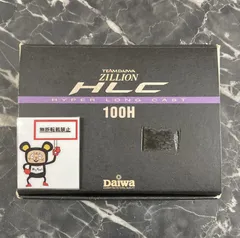 TEAM DAIWA
ZILLION
HLC
HYPER LONG CAST
100H
無断転載禁止
Daiwa